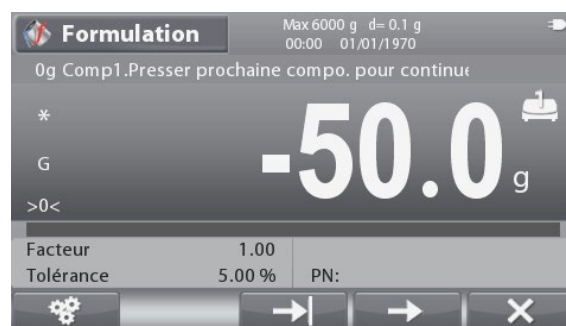 Formulation
Max 6000 g d= 0.1 g
00:00 01/01/1970
0g Comp1.Presser prochaine compo. pour continue
*
G
>0<
-50.0 g
1
Facteur 1.00
Tolérance 5.00 % PN: